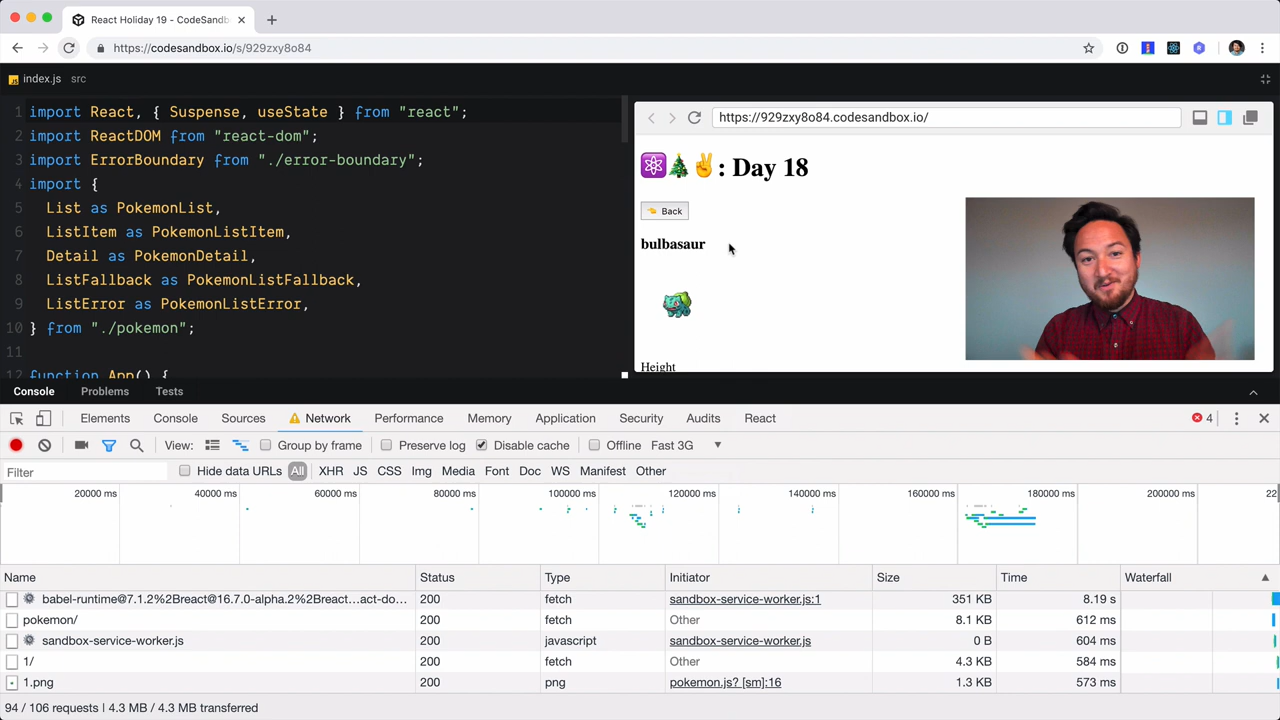 React Holiday 19 - CodeSandb
https://codesandbox.io/s/929zxy8o84
index.js src
1 import React, { Suspense, useState } from "react";
2 import ReactDOM from "react-dom";
3 import ErrorBoundary from "./error-boundary";
4 import {
5 List as PokemonList,
6 ListItem as PokemonListItem,
7 Detail as PokemonDetail,
8 ListFallback as PokemonListFallback,
9 ListError as PokemonListError,
10 } from "./pokemon";
11
12 function App() {
https://929zxy8o84.codesandbox.io/
: Day 18
Back
bulbasaur
Height
Console Problems Tests
Elements Console Sources Network Performance Memory Application Security Audits React 4
View: Group by frame Preserve log Disable cache Offline Fast 3G
Filter Hide data URLs All XHR JS CSS Img Media Font Doc WS Manifest Other
20000 ms 40000 ms 60000 ms 80000 ms 100000 ms 120000 ms 140000 ms 160000 ms 180000 ms 200000 ms 22
Name Status Type Initiator Size Time Waterfall
babel-runtime@7.1.2%2Breact@16.7.0-alpha.2%2Breact...act-do... 200 fetch sandbox-service-worker.js:1 351 KB 8.19 s
pokemon/ 200 fetch Other 8.1 KB 612 ms
sandbox-service-worker.js 200 javascript sandbox-service-worker.js 0 B 604 ms
1/ 200 fetch Other 4.3 KB 584 ms
1.png 200 png pokemon.js? [sm]:16 1.3 KB 573 ms
94 / 106 requests | 4.3 MB / 4.3 MB transferred